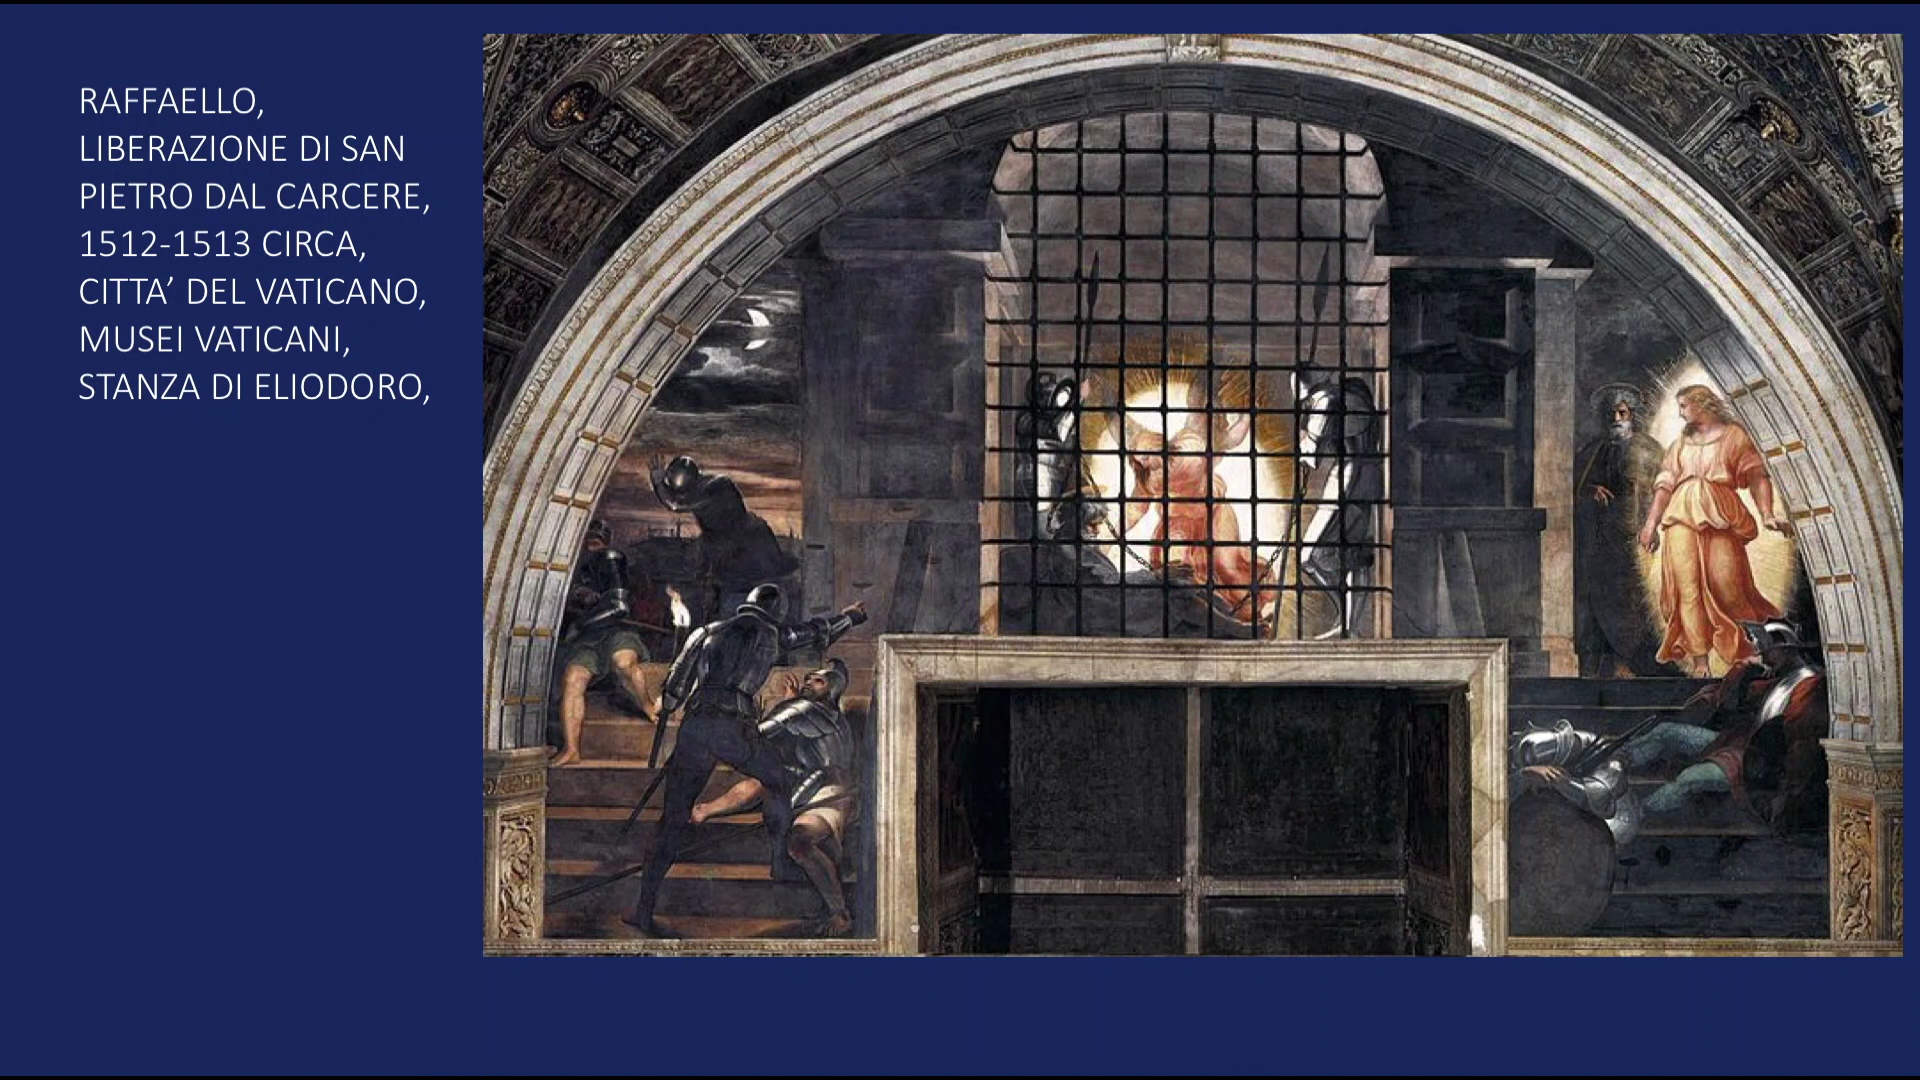 RAFFAELLO,
LIBERAZIONE DI SAN
PIETRO DAL CARCERE,
1512-1513 CIRCA,
CITTA’ DEL VATICANO,
MUSEI VATICANI,
STANZA DI ELIODORO,